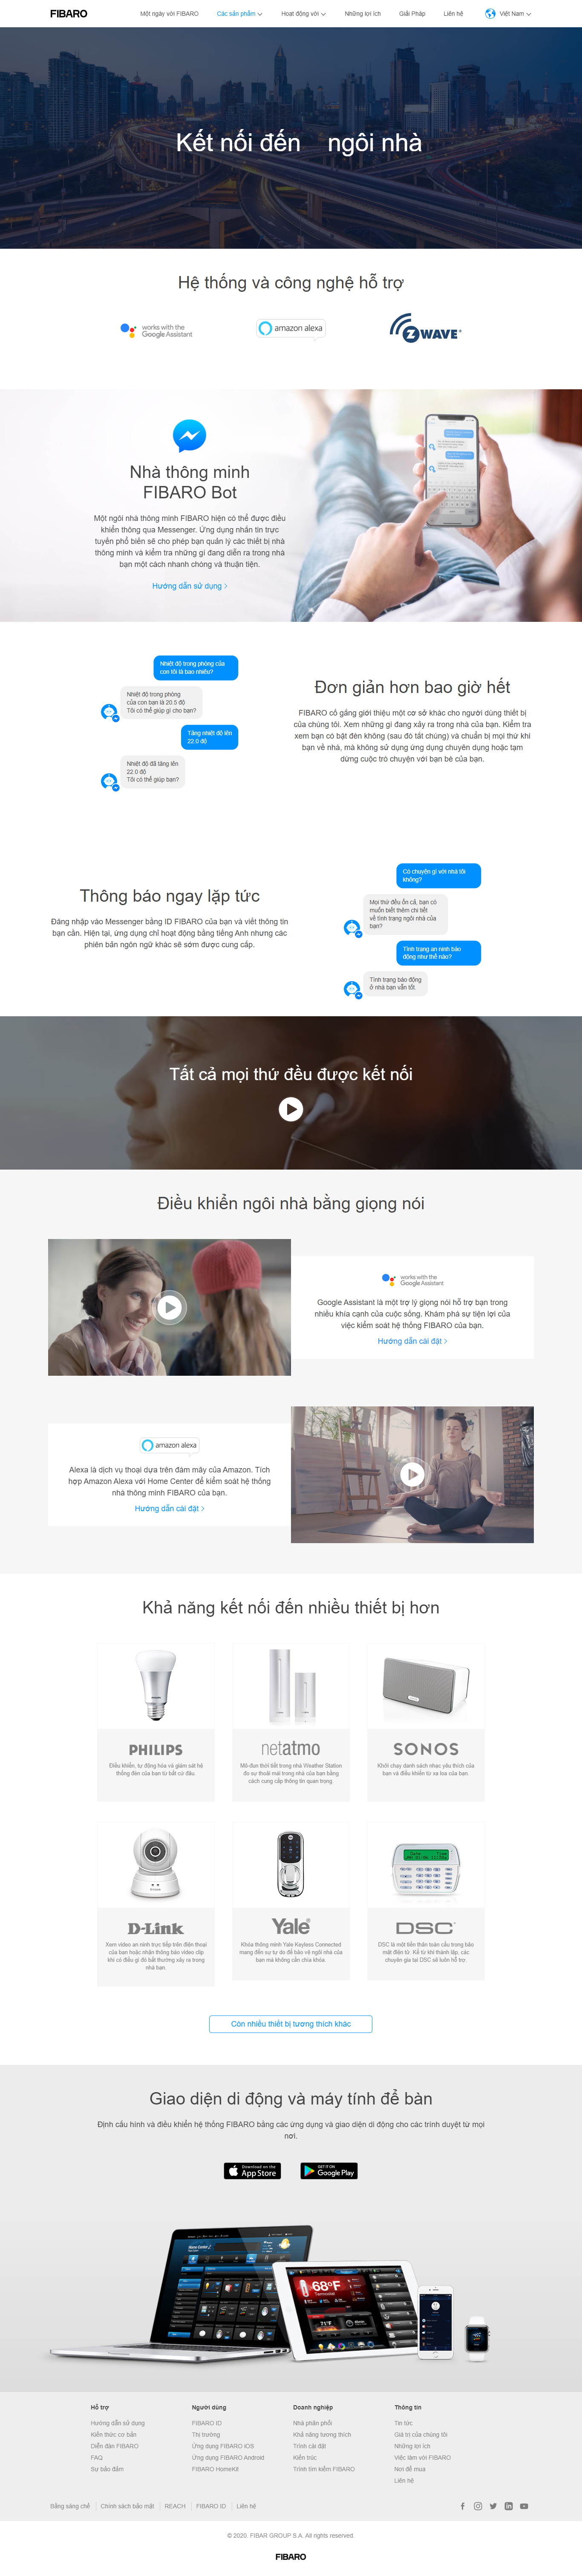 FIBARO
Một ngày với FIBARO
Các sản phẩm
Hoạt động với
Những lợi ích
Giải Pháp
Liên hệ
Việt Nam
Kết nối đến ngôi nhà
Hệ thống và công nghệ hỗ trợ
works with the
Google Assistant
amazon alexa
Z WAVE
Nhà thông minh
FIBARO Bot
Một ngôi nhà thông minh FIBARO hiện có thể được điều
khiển thông qua Messenger. Ứng dụng nhắn tin trực
tuyến phổ biến sẽ cho phép bạn quản lý các thiết bị nhà
thông minh và kiểm tra những gì đang diễn ra trong nhà
bạn một cách nhanh chóng và thuận tiện.
Hướng dẫn sử dụng
Nhiệt độ trong phòng của
con tôi là bao nhiêu?
Nhiệt độ trong phòng
của con bạn là 20.5 độ
Tôi có thể giúp gì cho bạn?
Tăng nhiệt độ lên
22.0 độ
Nhiệt độ đã tăng lên
22.0 độ
Tôi có thể giúp bạn?
Đơn giản hơn bao giờ hết
FIBARO cố gắng giới thiệu một cơ sở khác cho người dùng thiết bị
của chúng tôi. Xem những gì đang xảy ra trong nhà của bạn. Kiểm tra
xem bạn có bật đèn không (sau đó tắt chúng) và chuẩn bị mọi thứ khi
bạn về nhà, mà không sử dụng ứng dụng chuyên dụng hoặc tạm
dừng cuộc trò chuyện với bạn bè của bạn.
Thông báo ngay lập tức
Đăng nhập vào Messenger bằng ID FIBARO của bạn và viết thông tin
bạn cần. Hiện tại, ứng dụng chỉ hoạt động bằng tiếng Anh nhưng các
phiên bản ngôn ngữ khác sẽ sớm được cung cấp.
Có chuyện gì với nhà tôi
không?
Mọi thứ đều ổn cả, bạn có
muốn biết thêm chi tiết
về tình trạng ngôi nhà của
bạn?
Tình trạng an ninh báo
động như thế nào?
Tình trạng báo động
ở nhà bạn vẫn tốt
Tất cả mọi thứ đều được kết nối
Điều khiển ngôi nhà bằng giọng nói
works with the
Google Assistant
Google Assistant là một trợ lý giọng nói hỗ trợ bạn trong
nhiều khía cạnh của cuộc sống. Khám phá sự tiện lợi của
việc kiểm soát hệ thống FIBARO của bạn.
Hướng dẫn cài đặt
amazon alexa
Alexa là dịch vụ thoại dựa trên đám mây của Amazon. Tích
hợp Amazon Alexa với Home Center để kiểm soát hệ thống
nhà thông minh FIBARO của bạn.
Hướng dẫn cài đặt
Khả năng kết nối đến nhiều thiết bị hơn
PHILIPS
Điều khiển, tự động hóa và giám sát hệ
thống đèn của bạn từ bất cứ đâu
netatmo
Mô-đun thời tiết trong nhà Weather Station
đo sự thoải mái trong nhà của bạn bằng
cách cung cấp thông tin quan trọng.
SONOS
Khởi chạy danh sách nhạc yêu thích của
bạn và điều khiển từ xa loa của bạn.
D-Link
Xem video an ninh trực tiếp trên điện thoại
của bạn hoặc nhận thông báo video clip
khi có điều gì đó bất thường xảy ra trong
nhà bạn.
Yale
Khóa thông minh Yale Keyless Connected
mang đến sự tự do để bảo vệ ngôi nhà của
bạn mà không cần chìa khóa.
DSC
DSC là một tiền thân toàn cầu trong bảo
mật điện tử. Kể từ khi thành lập, các
chuyên gia tại DSC sẽ luôn hỗ trợ.
Còn nhiều thiết bị tương thích khác
Giao diện di động và máy tính để bàn
Định cấu hình và điều khiển hệ thống FIBARO bằng các ứng dụng và giao diện di động cho các trình duyệt từ mọi
nơi.
Download on the
App Store
GET IT ON
Google Play
68°F
Hỗ trợ
Hướng dẫn sử dụng
Kiến thức cơ bản
Diễn đàn FIBARO
FAQ
Sự bảo đảm
Người dùng
FIBARO ID
Thị trường
Ứng dụng FIBARO iOS
Ứng dụng FIBARO Android
FIBARO HomeKit
Doanh nghiệp
Nhà phân phối
Khả năng tương thích
Trình cài đặt
Kiến trúc
Trình tìm kiếm FIBARO
Thông tin
Tin tức
Giá trị của chúng tôi
Những lợi ích
Việc làm với FIBARO
Nơi để mua
Liên hệ
Bằng sáng chế
Chính sách bảo mật
REACH
FIBARO ID
Liên hệ
© 2020. FIBAR GROUP S.A. All rights reserved.
FIBARO